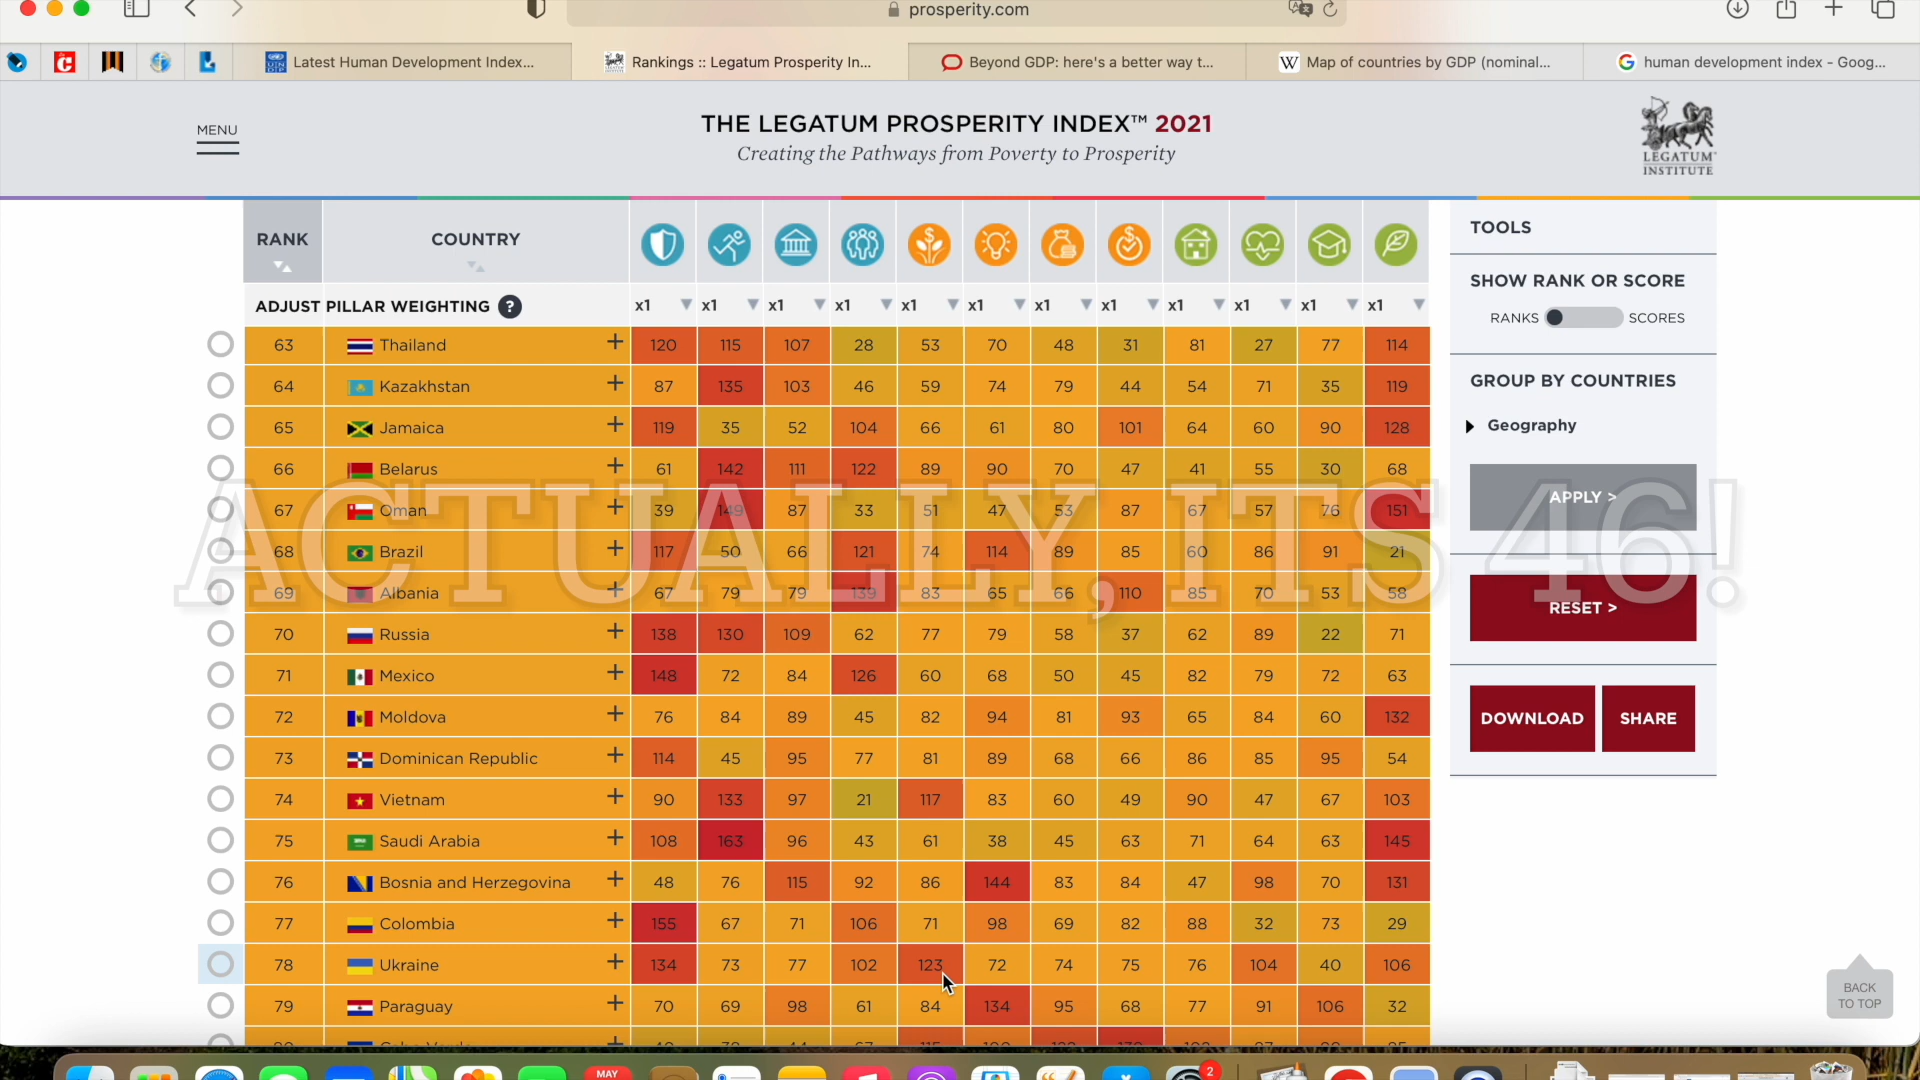 prosperity.com
Latest Human Development Index...
Rankings :: Legatum Prosperity In...
Beyond GDP: here's a better way t...
Map of countries by GDP (nominal...
human development index - Goog...
MENU
THE LEGATUM PROSPERITY INDEX™ 2021
Creating the Pathways from Poverty to Prosperity
LEGATUM
INSTITUTE
RANK COUNTRY
ADJUST PILLAR WEIGHTING ? x1 x1 x1 x1 x1 x1 x1 x1 x1 x1 x1 x1
63 Thailand + 120 115 107 28 53 70 48 31 81 27 77 114
64 Kazakhstan + 87 135 103 46 59 74 79 44 54 71 35 119
65 Jamaica + 119 35 52 104 66 61 80 101 64 60 90 128
66 Belarus + 61 142 111 122 89 90 70 47 41 55 30 68
67 Oman + 39 149 87 33 51 47 53 87 67 57 76 151
68 Brazil + 117 50 66 121 74 114 89 85 60 86 91 21
69 Albania + 67 79 79 139 83 65 66 110 85 70 53 58
70 Russia + 138 130 109 62 77 79 58 37 62 89 22 71
71 Mexico + 148 72 84 126 60 68 50 45 82 79 72 63
72 Moldova + 76 84 89 45 82 94 81 93 65 84 60 132
73 Dominican Republic + 114 45 95 77 81 89 68 66 86 85 95 54
74 Vietnam + 90 133 97 21 117 83 60 49 90 47 67 103
75 Saudi Arabia + 108 163 96 43 61 38 45 63 71 64 63 145
76 Bosnia and Herzegovina + 48 76 115 92 86 144 83 84 47 98 70 131
77 Colombia + 155 67 71 106 71 98 69 82 88 32 73 29
78 Ukraine + 134 73 77 102 123 72 74 75 76 104 40 106
79 Paraguay + 70 69 98 61 84 134 95 68 77 91 106 32
ACTUALLY, ITS 46!
TOOLS
SHOW RANK OR SCORE
RANKS SCORES
GROUP BY COUNTRIES
Geography
APPLY >
RESET >
DOWNLOAD SHARE
BACK
TO TOP
MAY
2